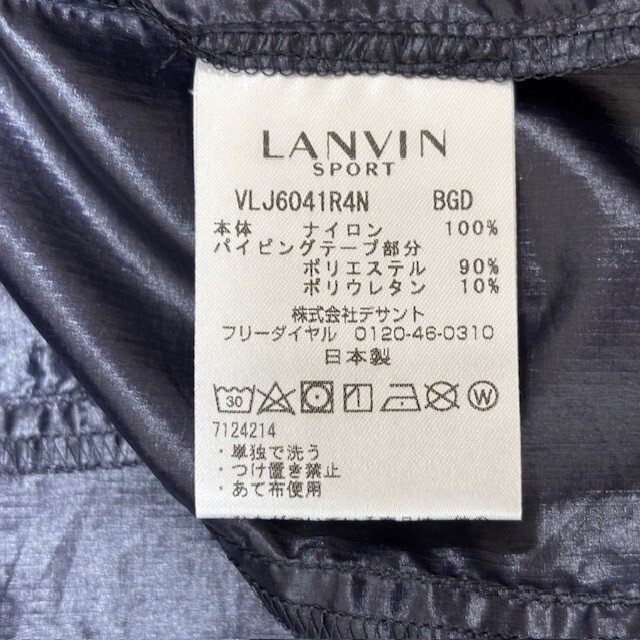 LANVIN
SPORT
VLJ6041R4N BGD
本体 ナイロン 100%
パイピングテープ部分
ポリエステル 90%
ポリウレタン 10%
株式会社デサント
フリーダイヤル 0120-46-0310
日本製
30 W
7124214
・単独で洗う
・つけ置き禁止
・あて布使用